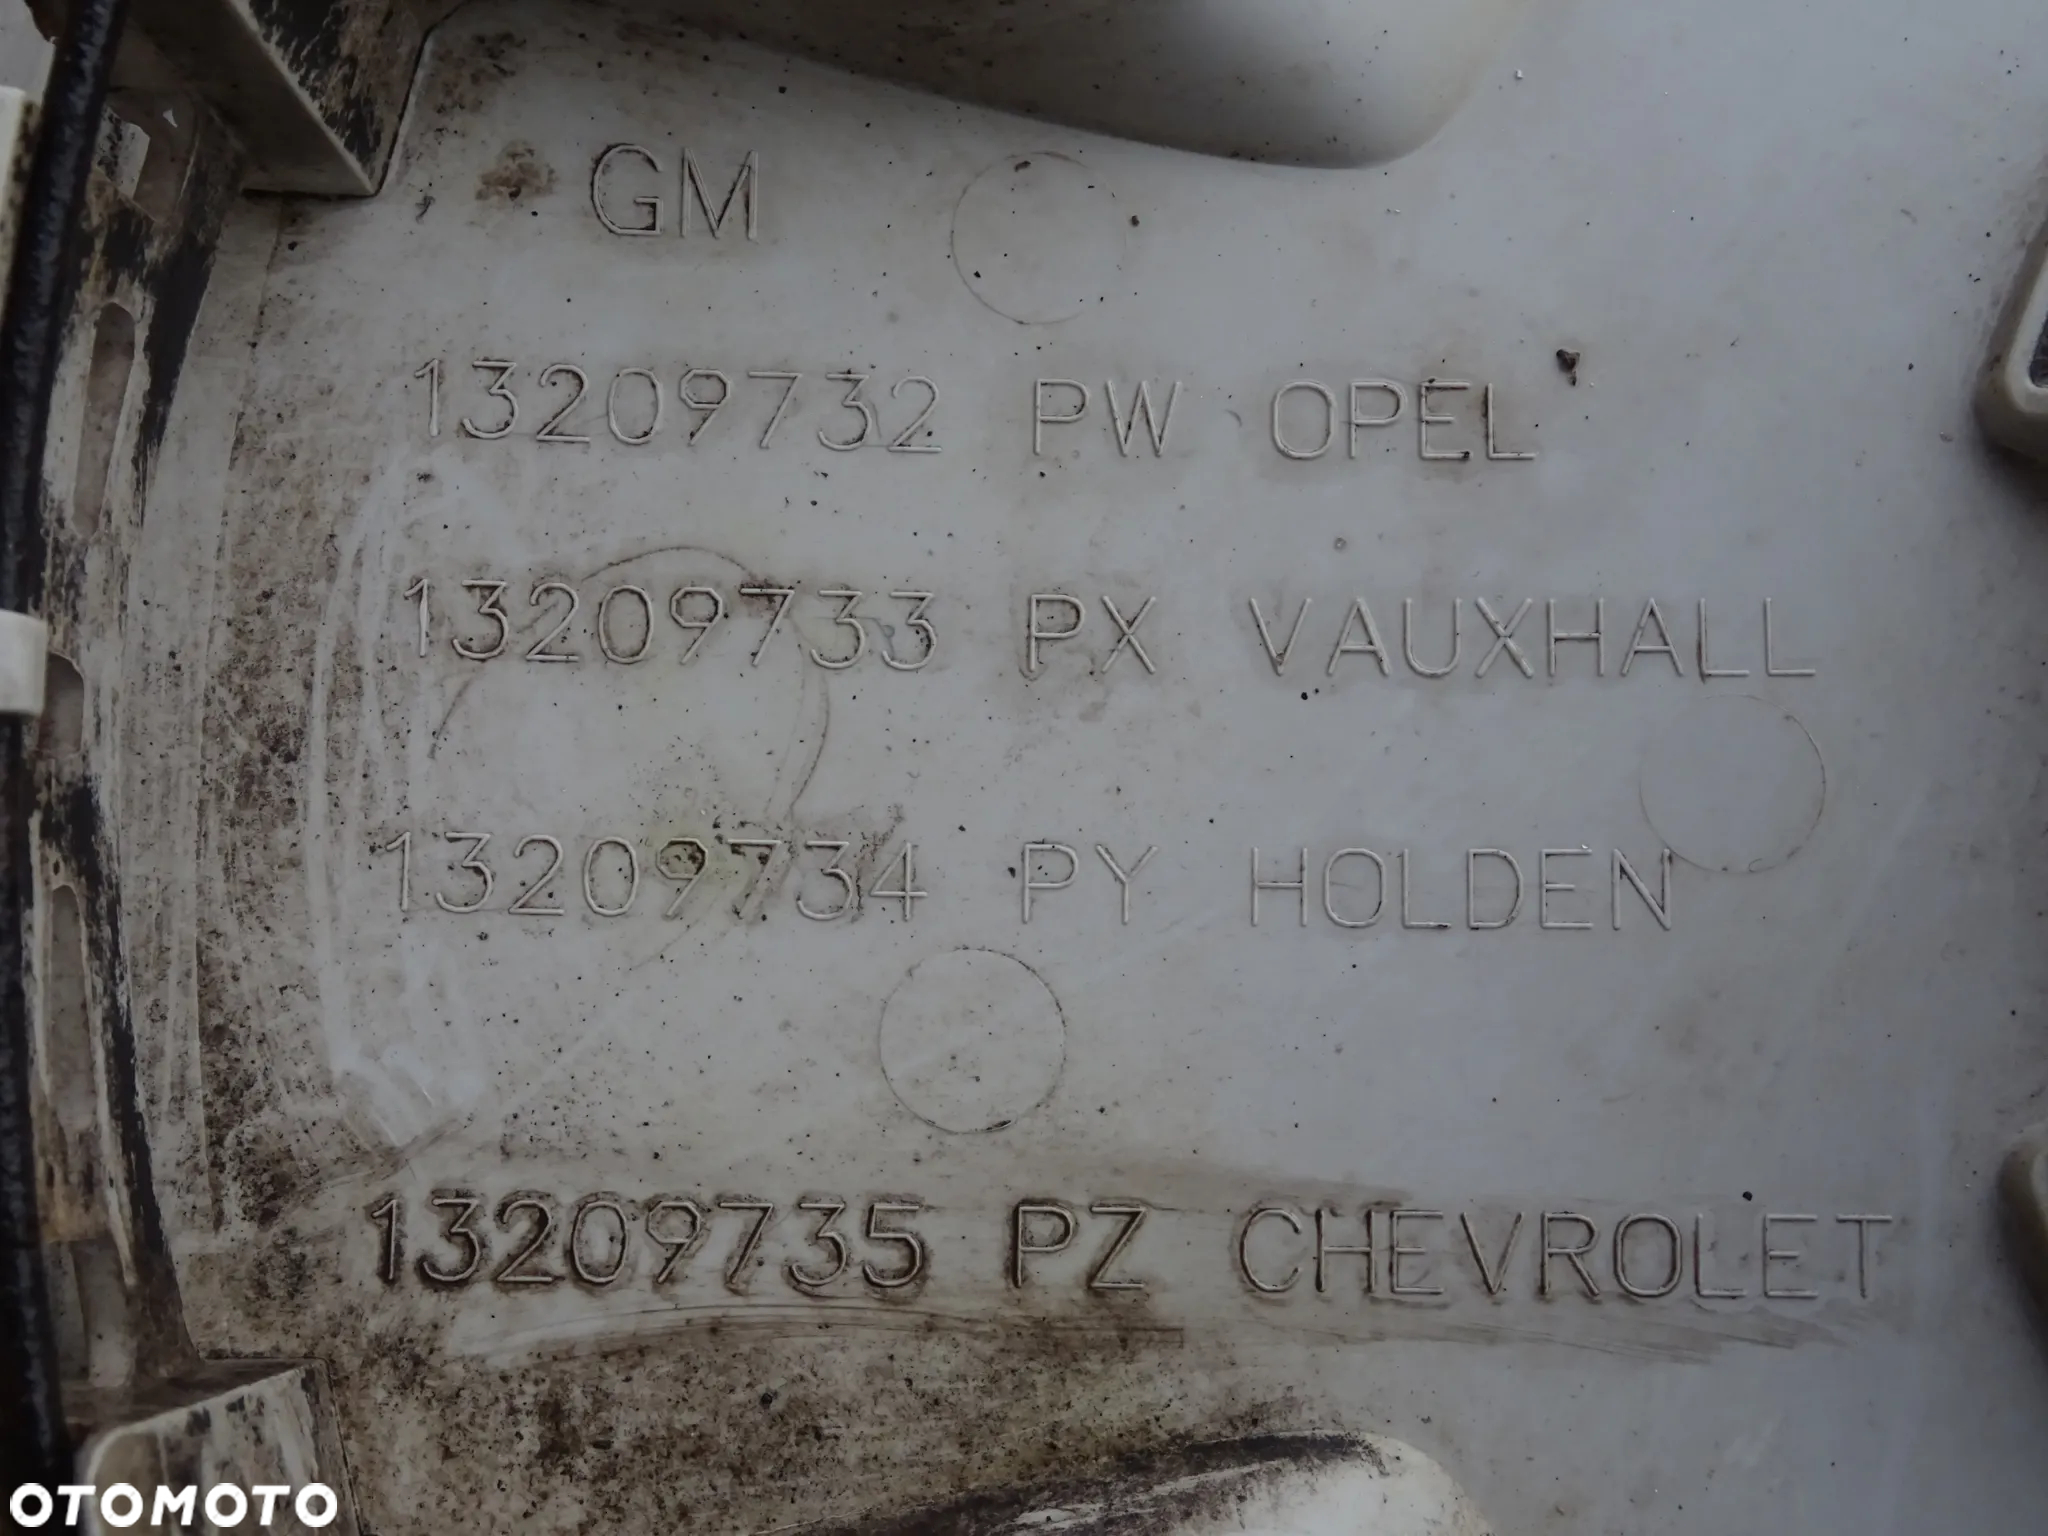 GM
13209732 PW OPEL
13209733 PX VAUXHALL
13209734 PY HOLDEN
13209735 PZ CHEVROLET
OTOMOTO